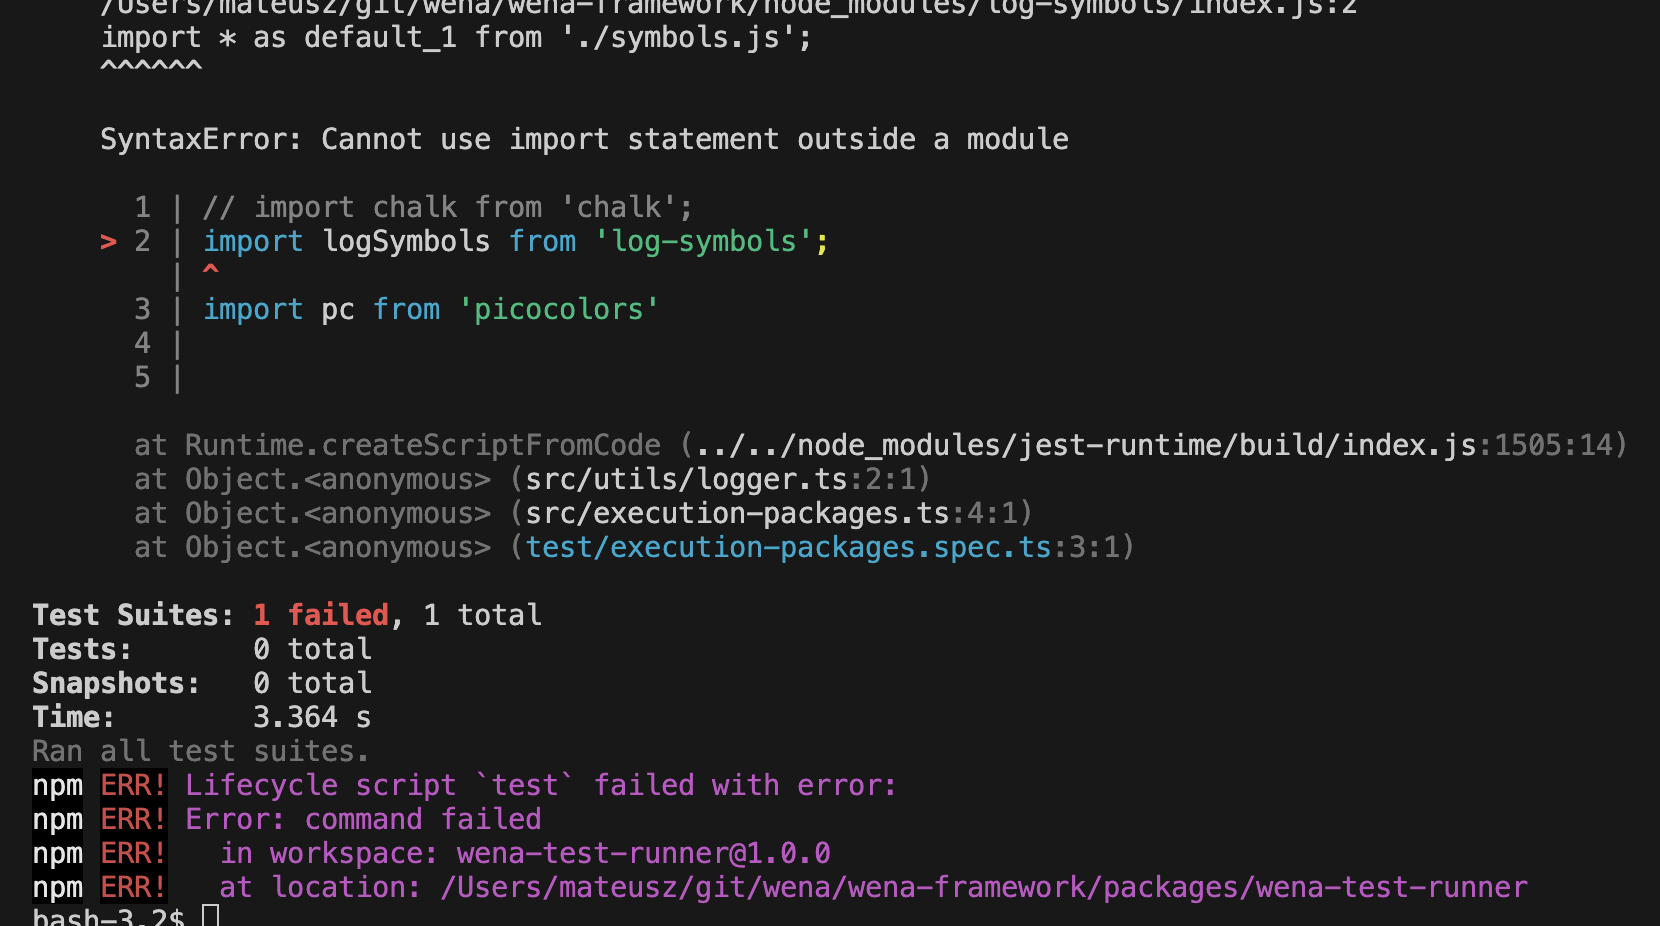 /Users/mateusz/git/wena/wena-framework/node_modules/log-symbols/index.js:2
import * as default_1 from './symbols.js';
^^^^^^
SyntaxError: Cannot use import statement outside a module
1 | // import chalk from 'chalk';
> 2 | import logSymbols from 'log-symbols';
| ^
3 | import pc from 'picocolors'
4 |
5 |
at Runtime.createScriptFromCode (../../node_modules/jest-runtime/build/index.js:1505:14)
at Object.<anonymous> (src/utils/logger.ts:2:1)
at Object.<anonymous> (src/execution-packages.ts:4:1)
at Object.<anonymous> (test/execution-packages.spec.ts:3:1)
Test Suites: 1 failed, 1 total
Tests: 0 total
Snapshots: 0 total
Time: 3.364 s
Ran all test suites.
npm ERR! Lifecycle script `test` failed with error:
npm ERR! Error: command failed
npm ERR! in workspace: wena-test-runner@1.0.0
npm ERR! at location: /Users/mateusz/git/wena/wena-framework/packages/wena-test-runner
bash-3.2$